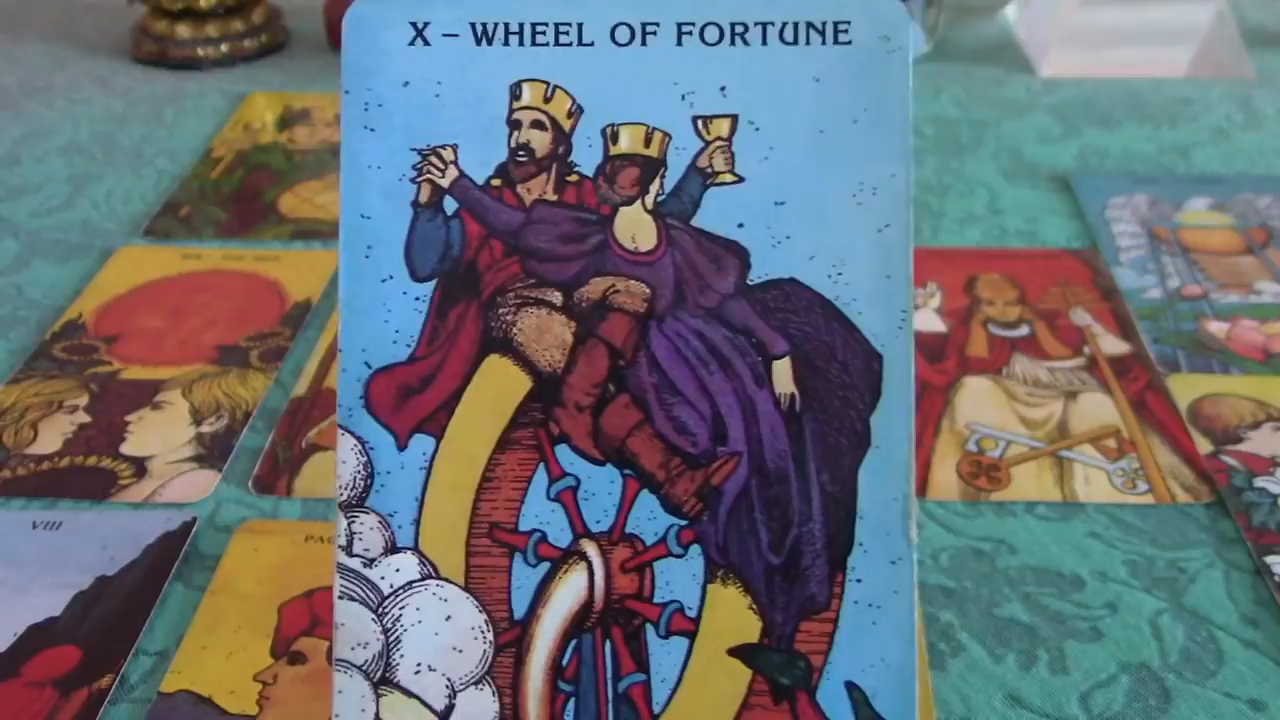 X – WHEEL OF FORTUNE
VIII